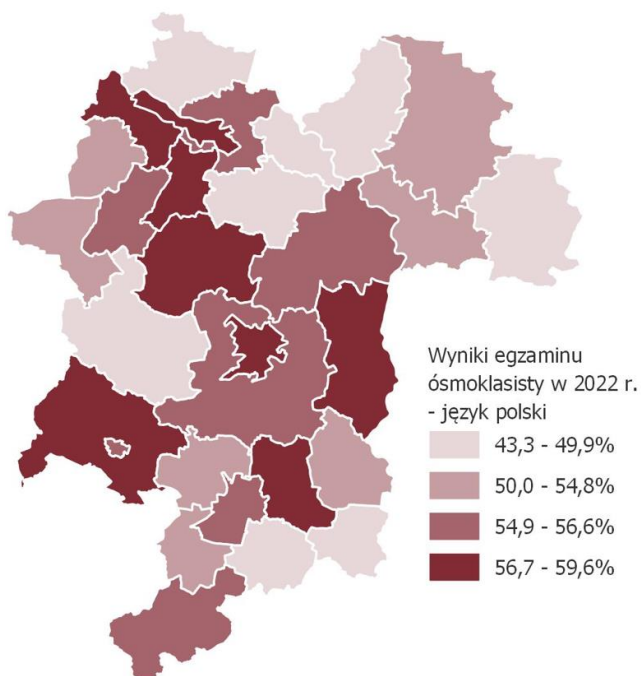 Wyniki egzaminu
ósmoklasisty w 2022 r.
- język polski
43,3 - 49,9%
50,0 - 54,8%
54,9 - 56,6%
56,7 - 59,6%